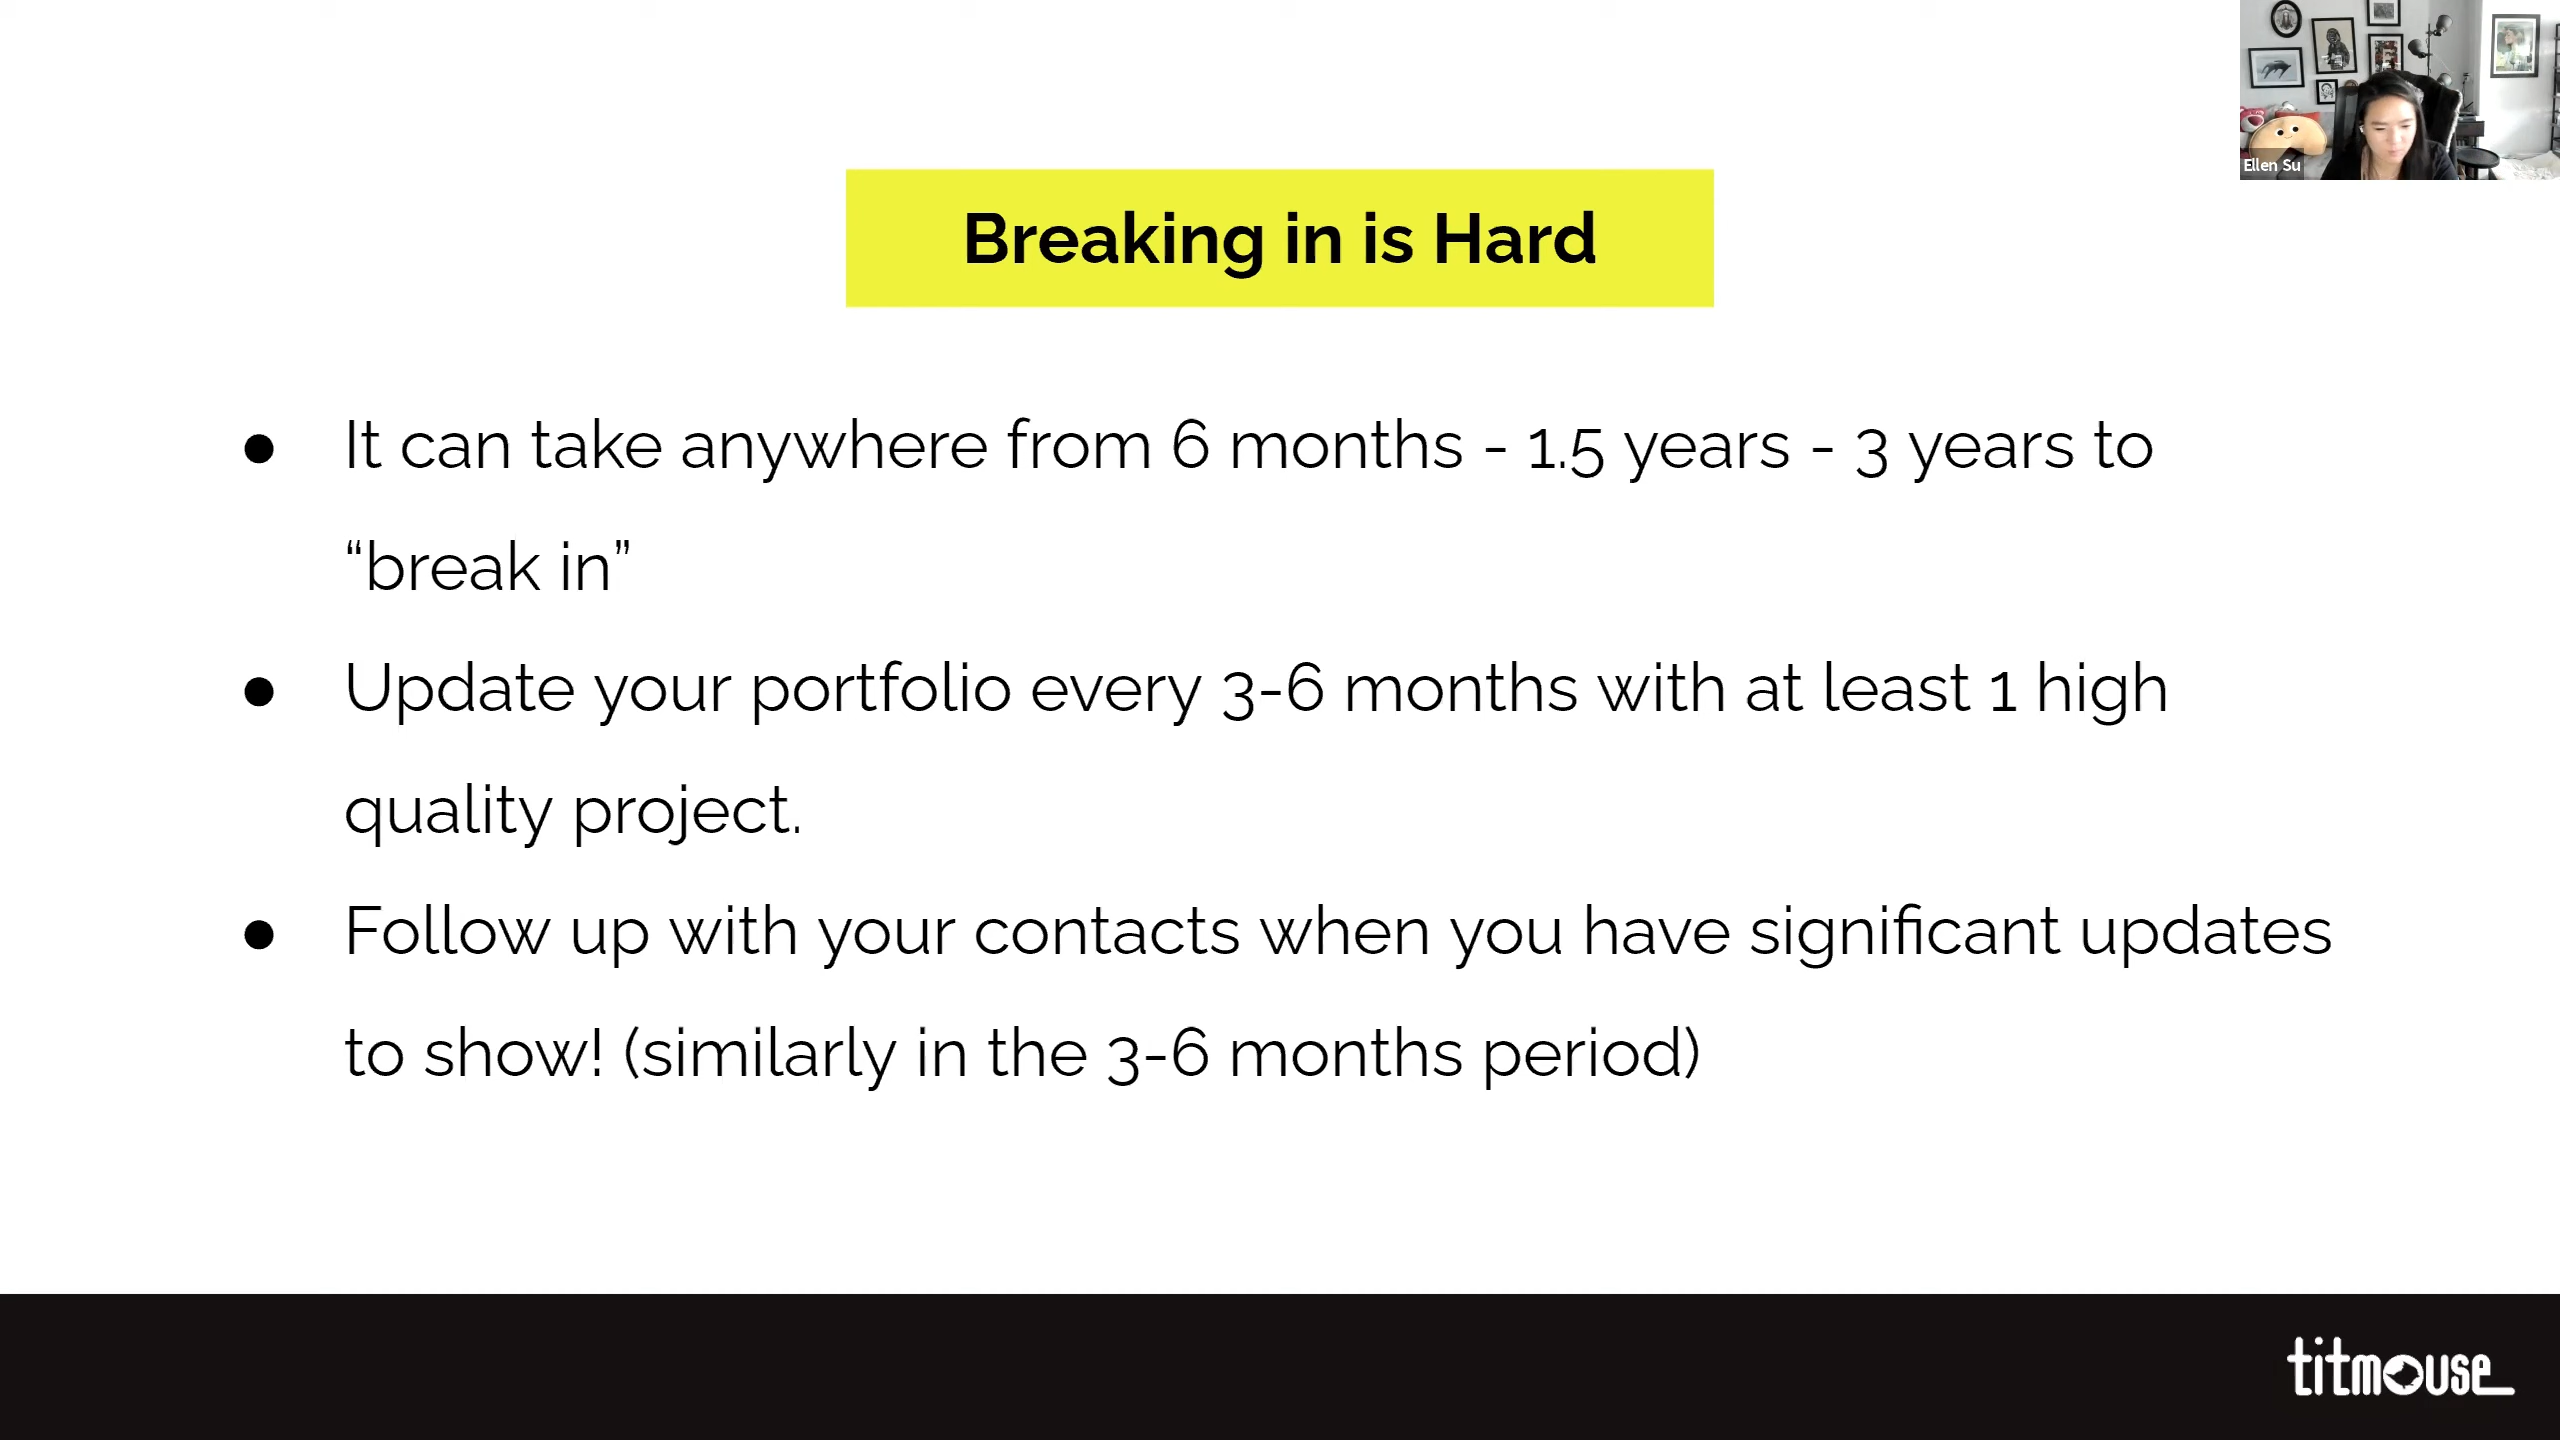 Ellen Su
Breaking in is Hard
● It can take anywhere from 6 months - 1.5 years - 3 years to
“break in”
● Update your portfolio every 3-6 months with at least 1 high
quality project.
● Follow up with your contacts when you have significant updates
to show! (similarly in the 3-6 months period)
titmouse